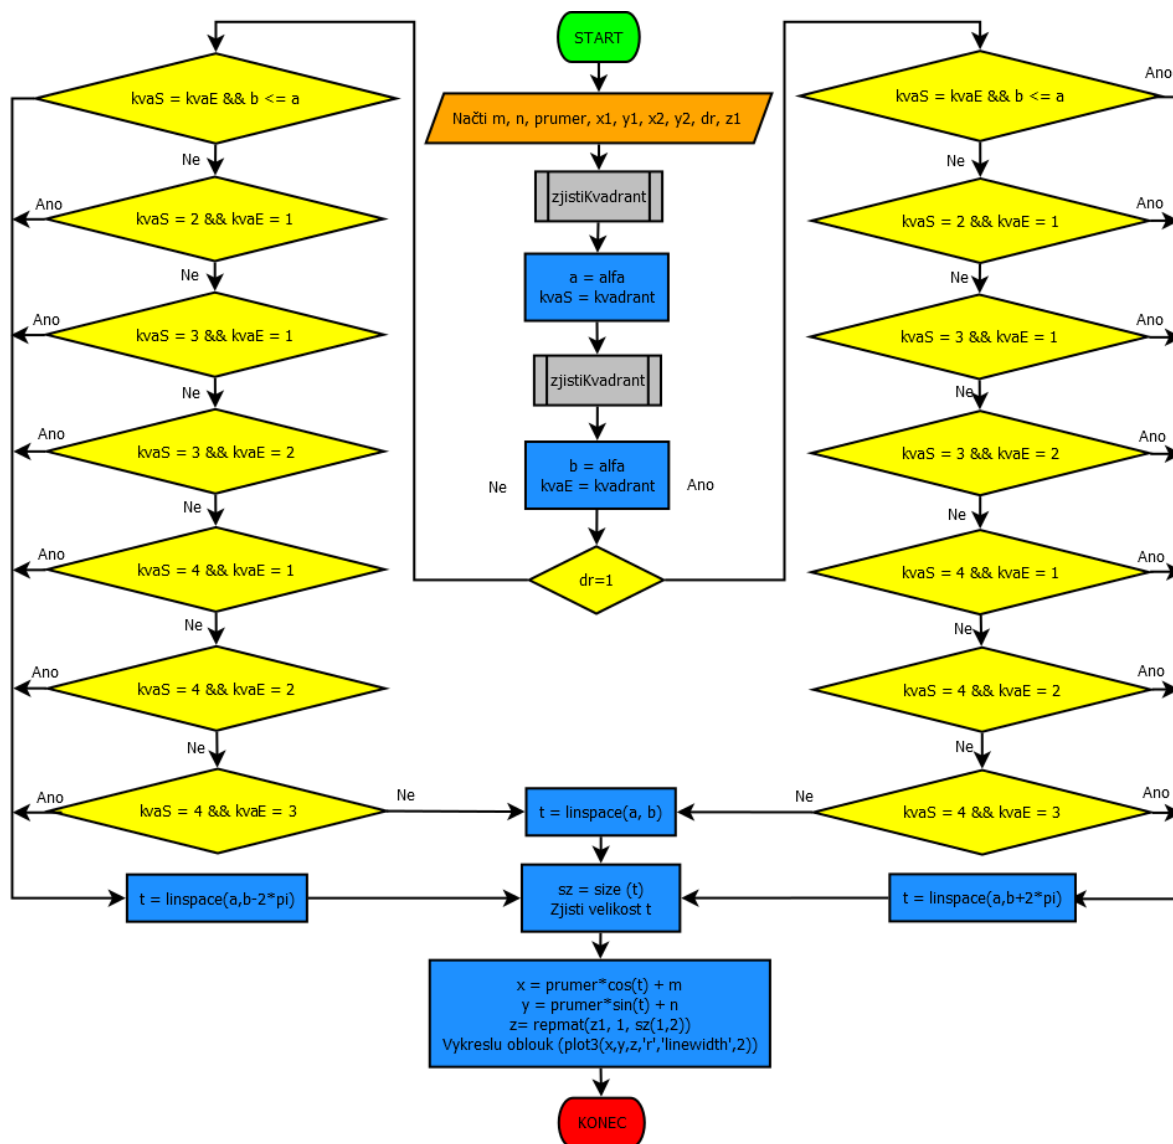 START
Načti m, n, prumer, x1, y1, x2, y2, dr, z1
zjistiKvadrant
a = alfa
kvaS = kvadrant
zjistiKvadrant
b = alfa
kvaE = kvadrant
Ne
Ano
dr=1
kvaS = kvaE && b <= a
Ne
Ano
kvaS = 2 && kvaE = 1
Ne
Ano
kvaS = 3 && kvaE = 1
Ne
Ano
kvaS = 3 && kvaE = 2
Ne
Ano
kvaS = 4 && kvaE = 1
Ne
Ano
kvaS = 4 && kvaE = 2
Ne
Ano
kvaS = 4 && kvaE = 3
Ne
t = linspace(a,b-2*pi)
Ano
kvaS = kvaE && b <= a
Ne
Ano
kvaS = 2 && kvaE = 1
Ne
Ano
kvaS = 3 && kvaE = 1
Ne
Ano
kvaS = 3 && kvaE = 2
Ne
Ano
kvaS = 4 && kvaE = 1
Ne
Ano
kvaS = 4 && kvaE = 2
Ne
Ano
kvaS = 4 && kvaE = 3
Ne
t = linspace(a,b+2*pi)
t = linspace(a, b)
sz = size (t)
Zjisti velikost t
x = prumer*cos(t) + m
y = prumer*sin(t) + n
z= repmat(z1, 1, sz(1,2))
Vykreslu oblouk (plot3(x,y,z,'r','linewidth',2))
KONEC